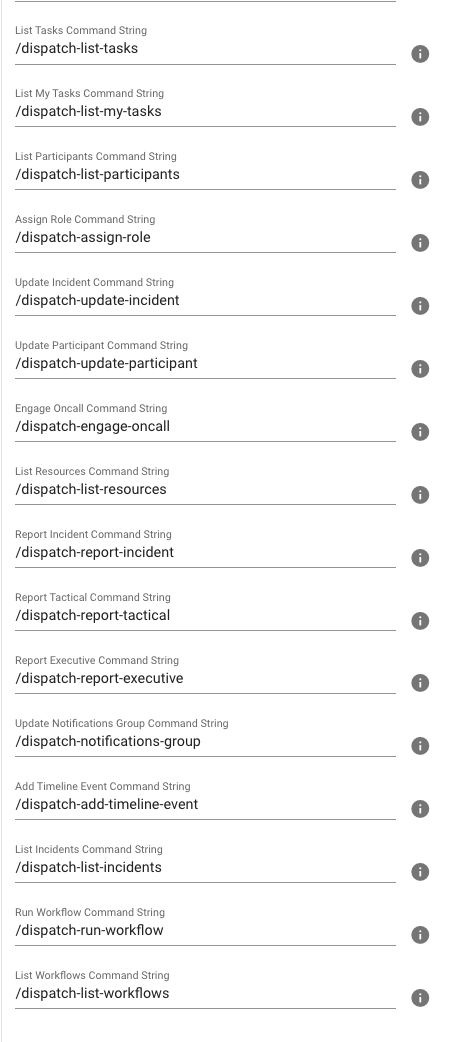 List Tasks Command String
/dispatch-list-tasks
List My Tasks Command String
/dispatch-list-my-tasks
List Participants Command String
/dispatch-list-participants
Assign Role Command String
/dispatch-assign-role
Update Incident Command String
/dispatch-update-incident
Update Participant Command String
/dispatch-update-participant
Engage Oncall Command String
/dispatch-engage-oncall
List Resources Command String
/dispatch-list-resources
Report Incident Command String
/dispatch-report-incident
Report Tactical Command String
/dispatch-report-tactical
Report Executive Command String
/dispatch-report-executive
Update Notifications Group Command String
/dispatch-notifications-group
Add Timeline Event Command String
/dispatch-add-timeline-event
List Incidents Command String
/dispatch-list-incidents
Run Workflow Command String
/dispatch-run-workflow
List Workflows Command String
/dispatch-list-workflows